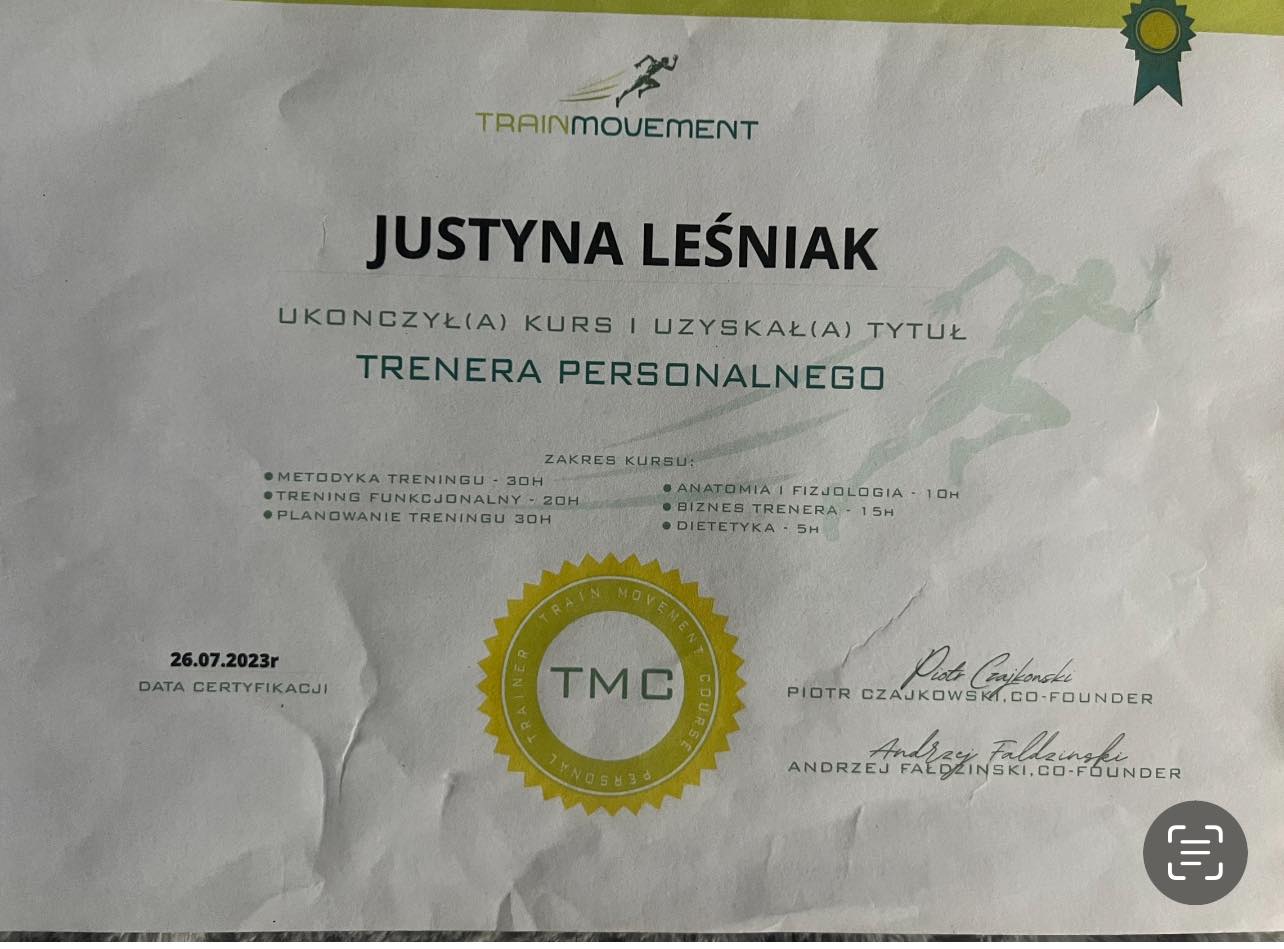 TRAINMOVEMENT
JUSTYNA LEŚNIAK
UKONCZYŁ(A) KURS I UZYSKAŁ(A) TYTUŁ
TRENERA PERSONALNEGO
ZAKRES KURSU:
METODYKA TRENINGU - 30H
TRENING FUNKCJONALNY - 20H
PLANOWANIE TRENINGU 30H
ANATOMIA I FIZJOLOGIA - 10H
BIZNES TRENERA - 15H
DIETETYKA - 5H
TRAIN MOVEMENT COURSE
PERSONAL TRAINER
TMC
26.07.2023r
DATA CERTYFIKACJI
Piotr Czajkowski
PIOTR CZAJKOWSKI,CO-FOUNDER
Andrzej Faldzinski
ANDRZEJ FAŁDZINSKI,CO-FOUNDER